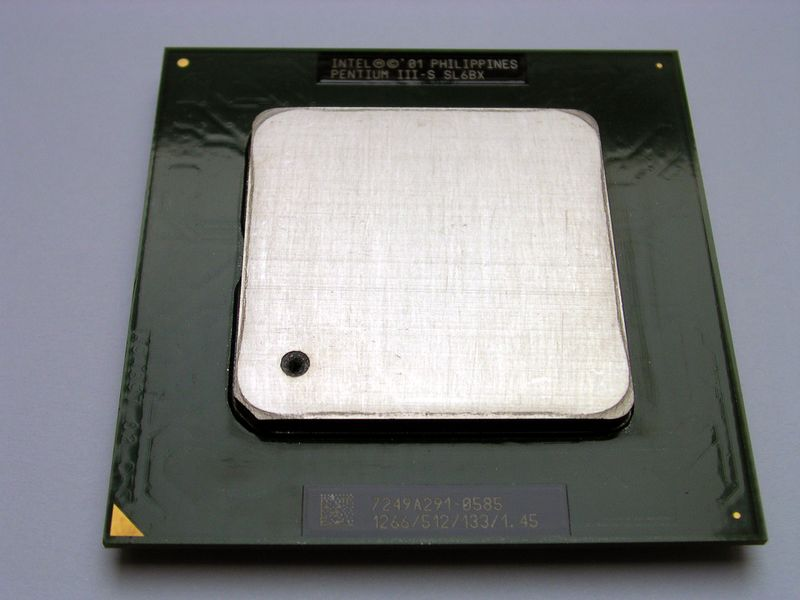 INTEL®©'01 PHILIPPINES
PENTIUM III-S SL6BX
7249A291-0585
1266/512/133/1.45